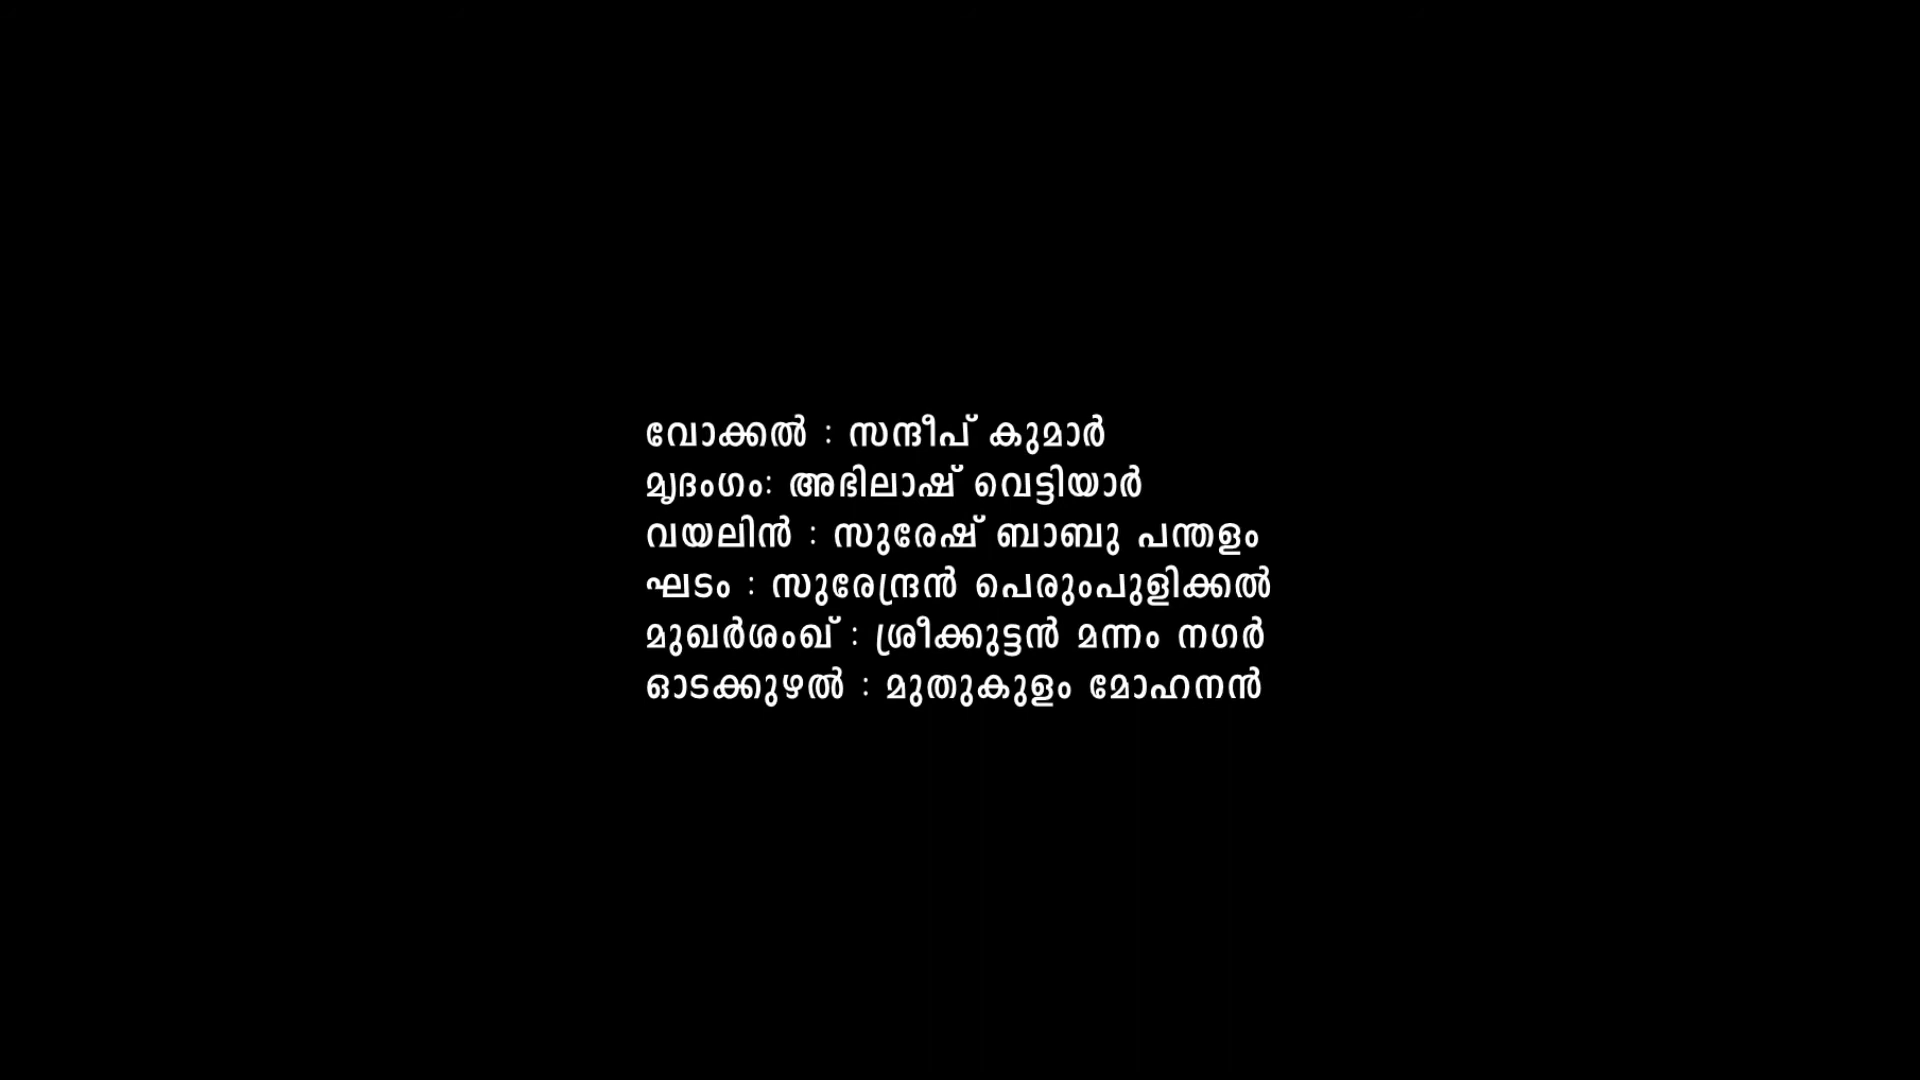 വോക്കൽ : സന്ദീപ് കുമാർ
മൃദംഗം: അഭിലാഷ് വെട്ടിയാർ
വയലിൻ : സുരേഷ് ബാബു പന്തളം
ഘടം : സുരേന്ദ്രൻ പെരുംപുളിക്കൽ
മുഖർശംഖ് : ശ്രീക്കുട്ടൻ മന്നം നഗർ
ഓടക്കുഴൽ : മുതുകുളം മോഹനൻ